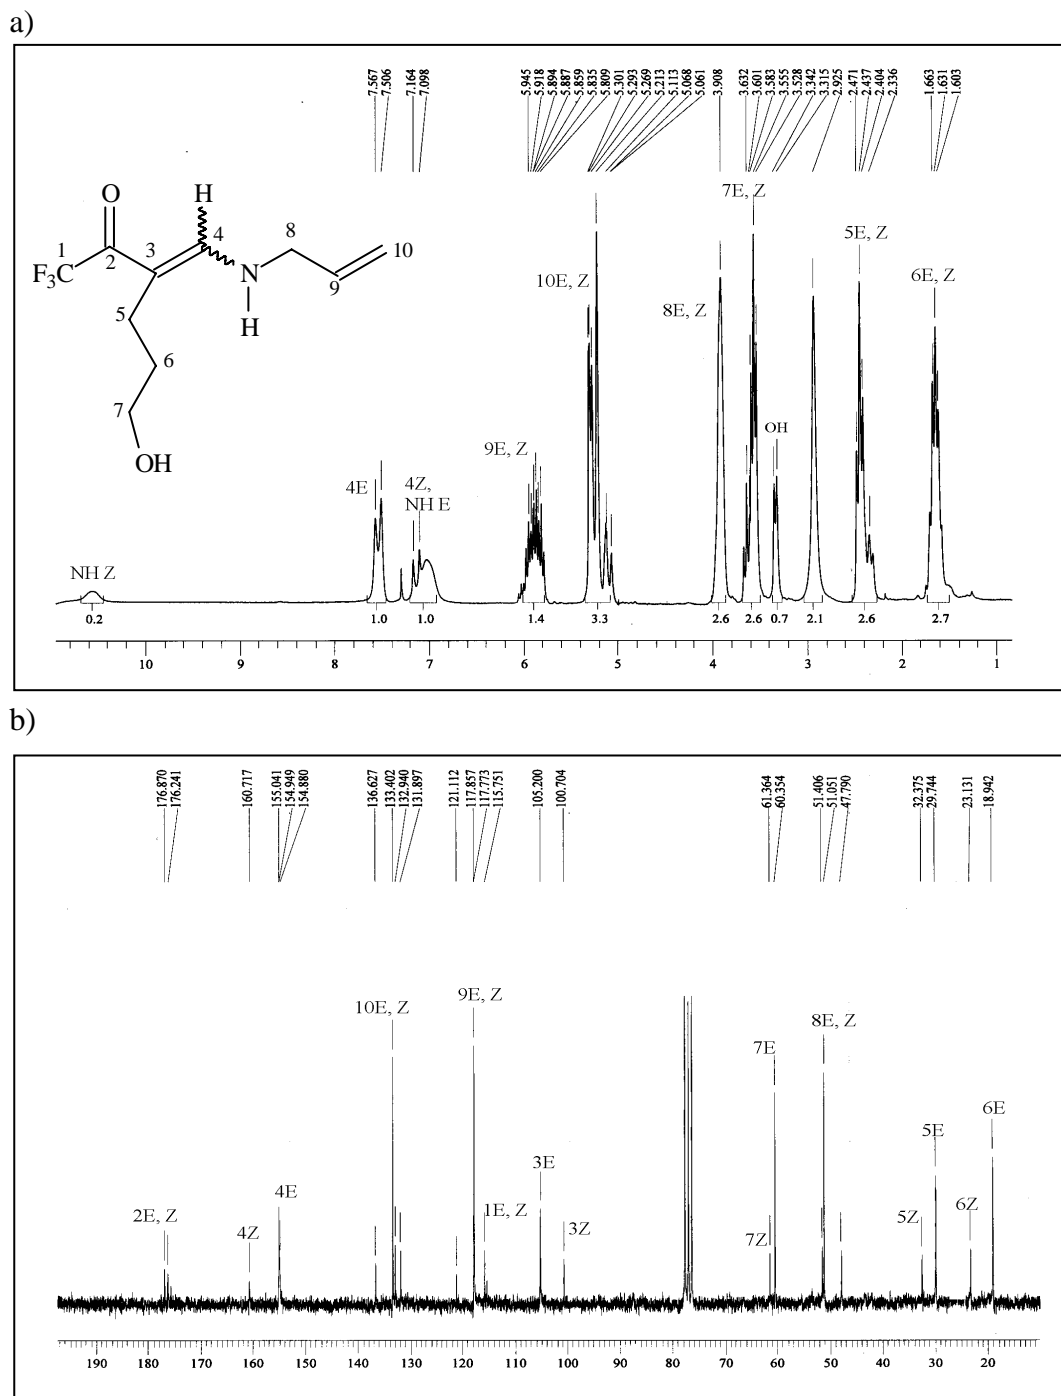 a)
7.567 7.506 7.164 7.098 5.945 5.918 5.894 5.887 5.859 5.835 5.809 5.301 5.293 5.269 5.213 5.113 5.068 5.061 3.908 3.632 3.601 3.583 3.555 3.528 3.342 3.315 2.925 2.471 2.437 2.404 2.336 1.663 1.631 1.603
H
O
7E, Z
4
8
5E, Z
1
2
3
10
F3C
N
9
10E, Z
6E, Z
5
H
8E, Z
6
7
OH
OH
9E, Z
4E
4Z,
NH E
NH Z
0.2 1.0 1.0 1.4 3.3 2.6 2.6 0.7 2.1 2.6 2.7
10 9 8 7 6 5 4 3 2 1
b)
176.870 176.241 160.717 155.041 154.949 154.880 136.627 133.402 132.940 131.897 121.112 117.857 117.773 115.751 105.200 100.704 61.364 60.354 51.406 51.051 47.790 32.375 29.744 23.131 18.942
9E, Z
10E, Z
8E, Z
7E
6E
5E
3E
4E
1E, Z
2E, Z
3Z
5Z
6Z
4Z
7Z
190 180 170 160 150 140 130 120 110 100 90 80 70 60 50 40 30 20